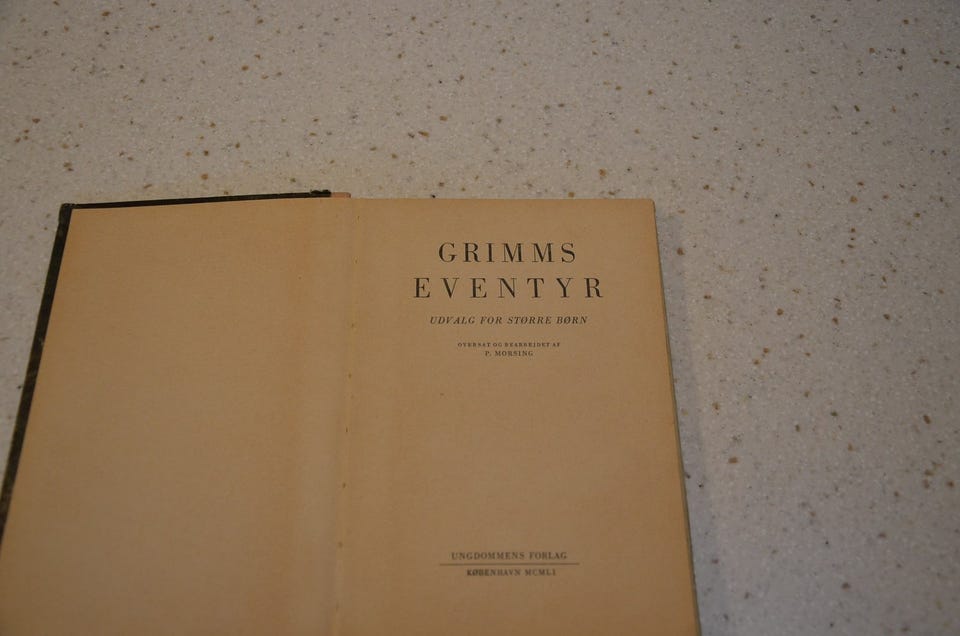 GRIMMS
EVENTYR
UDVALG FOR STØRRE BØRN
OVERSAT OG BEARBEJDET AF
P. MORSING
UNGDOMMENS FORLAG
KØBENHAVN MCMLI